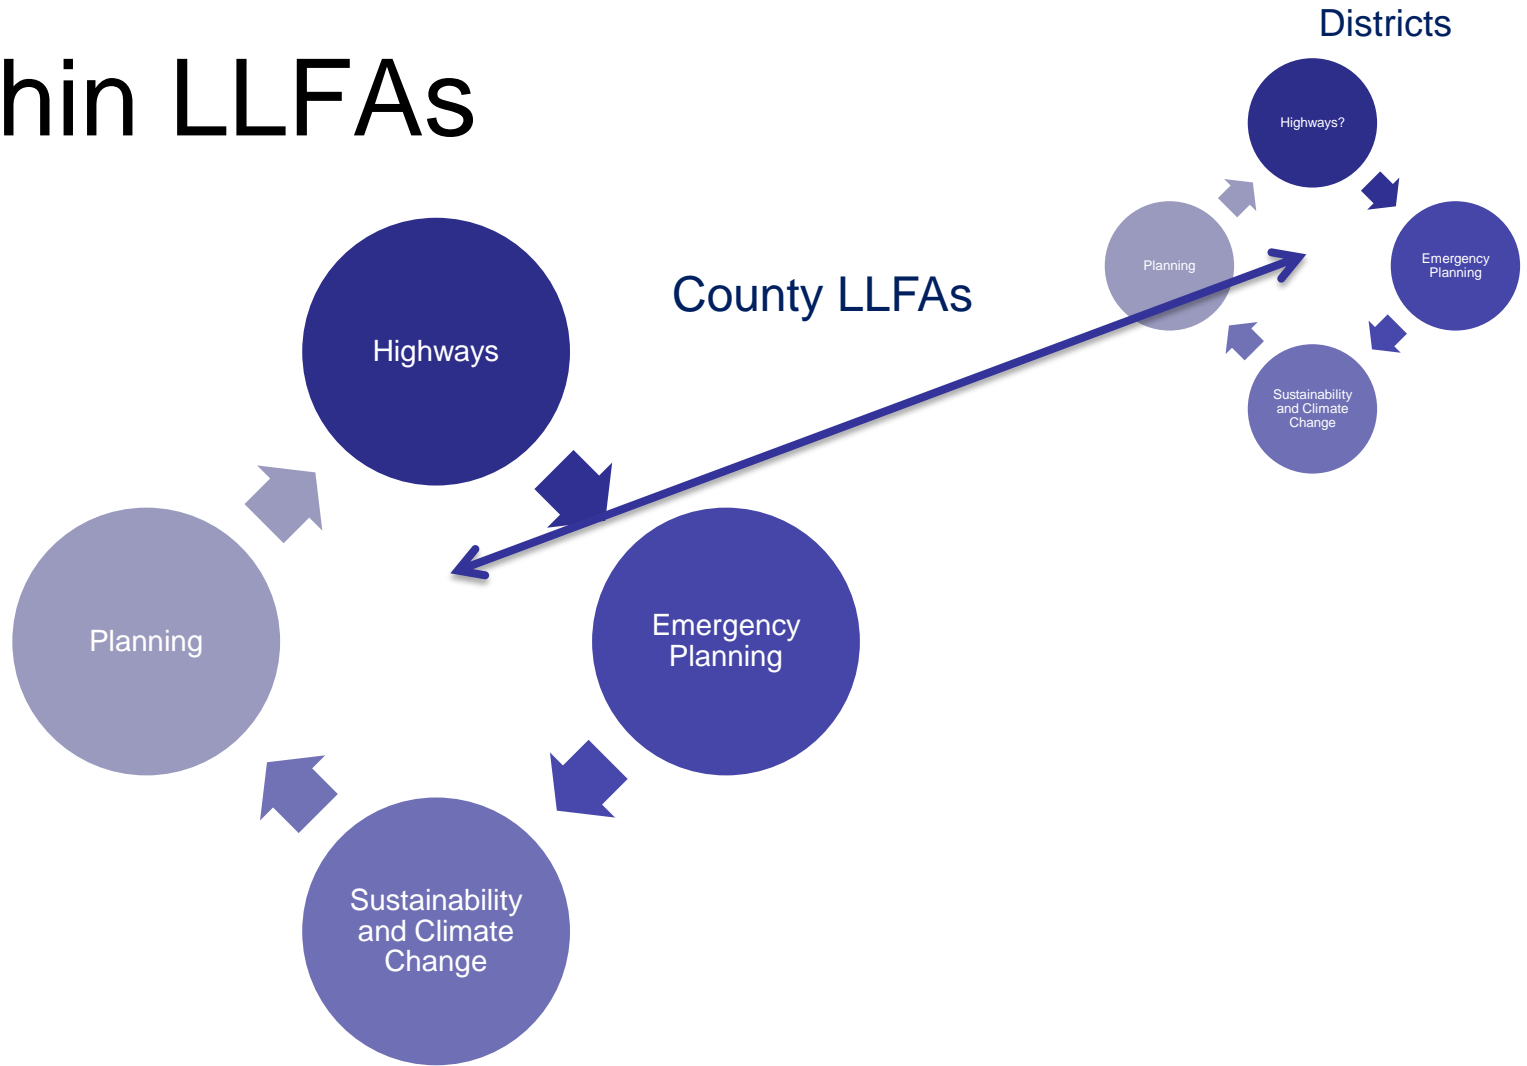 hin LLFAs
Districts
Highways?
Planning
Emergency
Planning
Sustainability
and Climate
Change
County LLFAs
Highways
Emergency
Planning
Planning
Sustainability
and Climate
Change